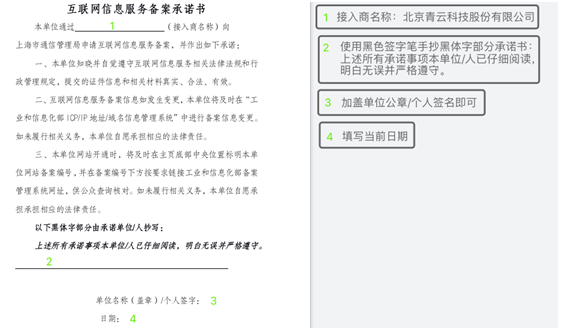 互联网信息服务备案承诺书
本单位通过 1 （接入商名称）向
上海市通信管理局申请互联网信息服务备案，并作出如下承诺：
一、本单位知晓并自觉遵守互联网信息服务相关法律法规和行
政管理规定，提交的证件信息和相关材料真实、合法、有效。
二、互联网信息服务备案信息如发生变更，本单位将及时在“工
业和信息化部 ICP/IP 地址/域名信息管理系统”中进行备案信息变更。
如未履行相关义务，本单位自愿承担相应的法律责任。
三、本单位网站开通时，将及时在主页底部中央位置标明本单
位网站备案编号，并在备案编号下方按要求链接工业和信息化部备案
管理系统网址，供公众查询核对。如未履行相关义务，本单位自愿承
担承担相应的法律责任。
以下黑体字部分由承诺单位/人抄写：
上述所有承诺事项本单位/人已仔细阅读，明白无误并严格遵守。
2
单位名称（盖章）/个人签字： 3
日期： 4
1 接入商名称：北京青云科技股份有限公司
2 使用黑色签字笔手抄黑体字部分承诺书：
上述所有承诺事项本单位/人已仔细阅读，
明白无误并严格遵守。
3 加盖单位公章/个人签名即可
4 填写当前日期